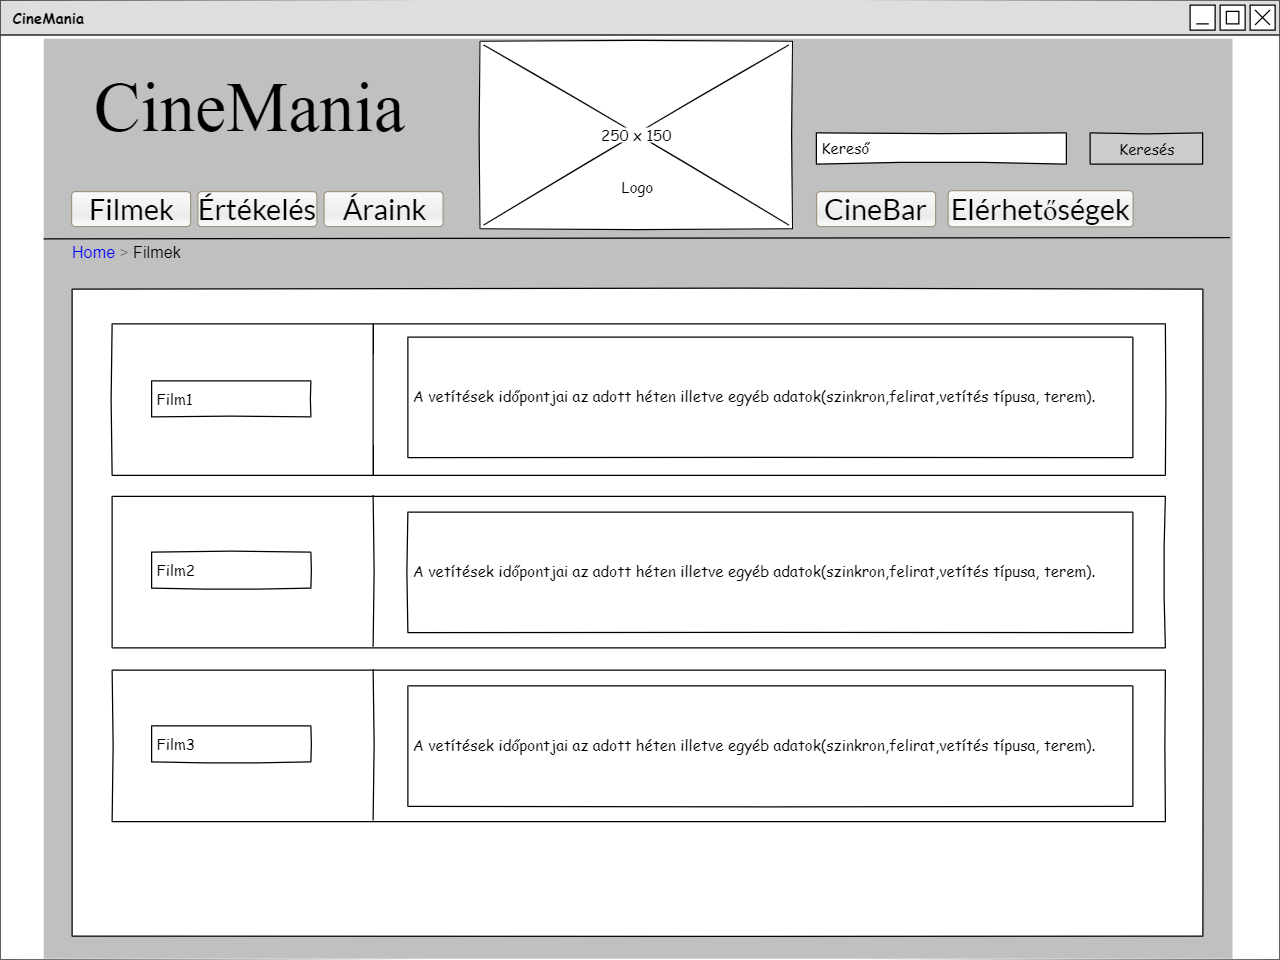 CineMania
CineMania
250 x 150
Logo
Kereső
Keresés
Filmek
Értékelés
Áraink
CineBar
Elérhetőségek
Home > Filmek
Film1
A vetítések időpontjai az adott héten illetve egyéb adatok(szinkron,felirat,vetítés típusa, terem).
Film2
A vetítések időpontjai az adott héten illetve egyéb adatok(szinkron,felirat,vetítés típusa, terem).
Film3
A vetítések időpontjai az adott héten illetve egyéb adatok(szinkron,felirat,vetítés típusa, terem).